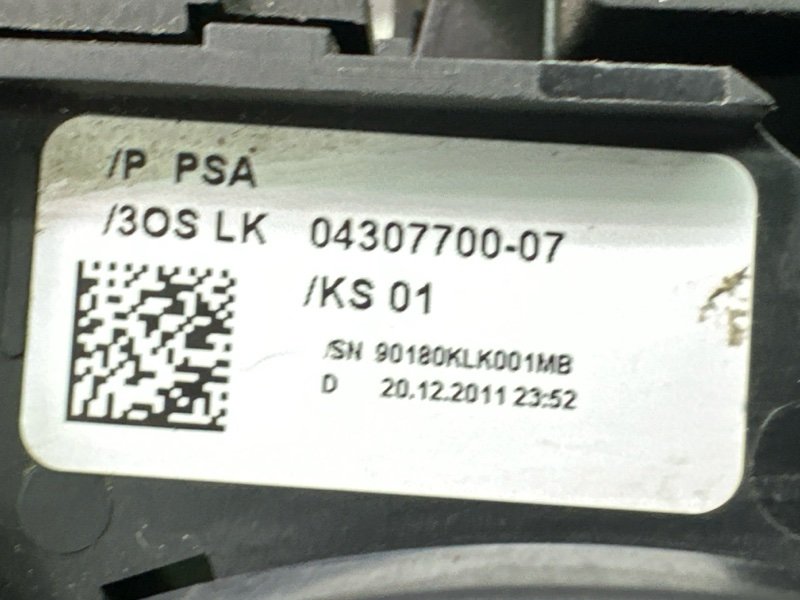 /P PSA
/3OS LK 04307700-07
/KS 01
/SN 90180KLK001MB
D 20.12.2011 23:52